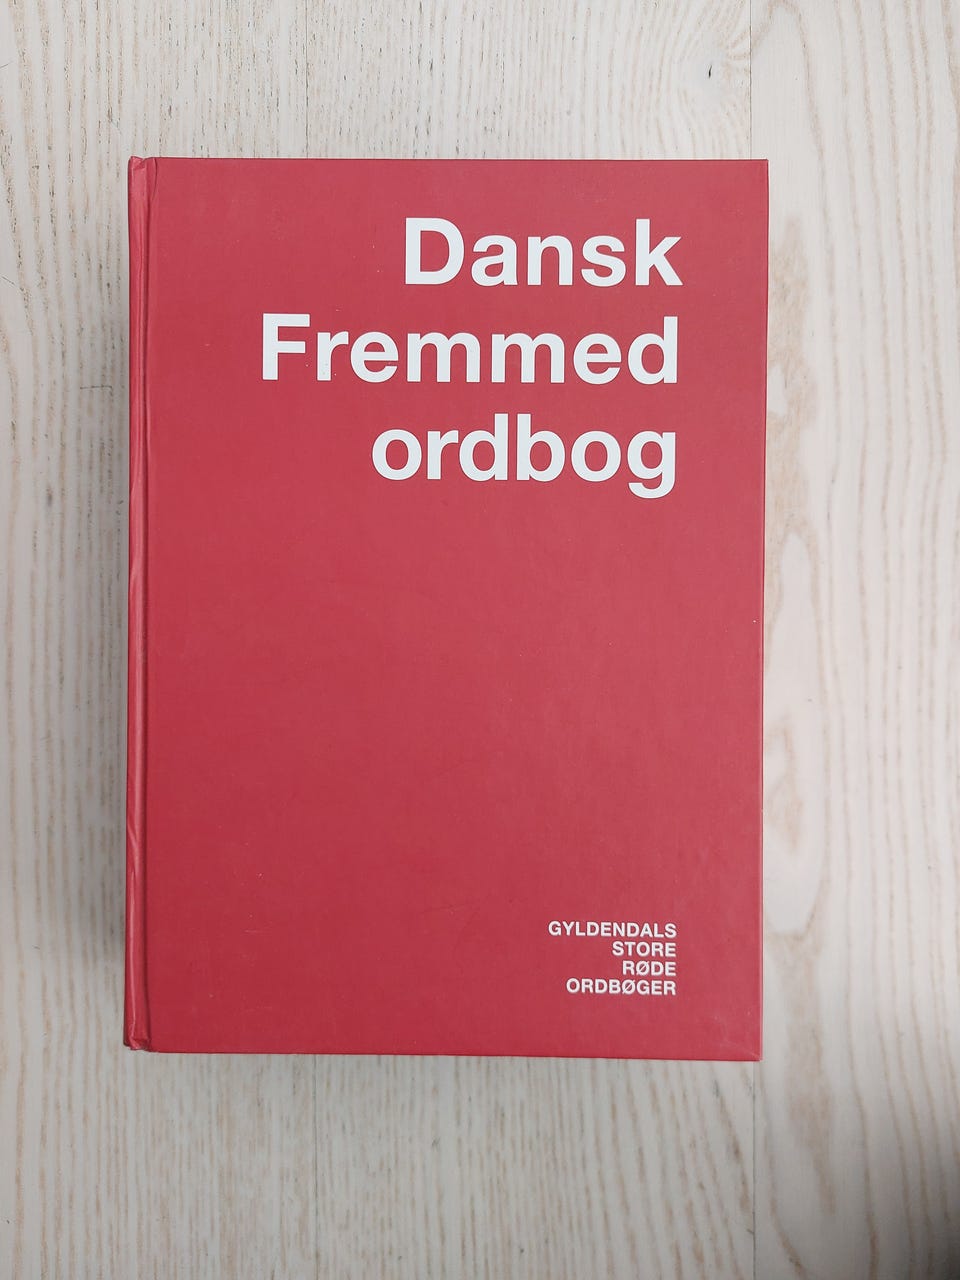 Dansk
Fremmed
ordbog
GYLDENDALS
STORE
RØDE
ORDBØGER